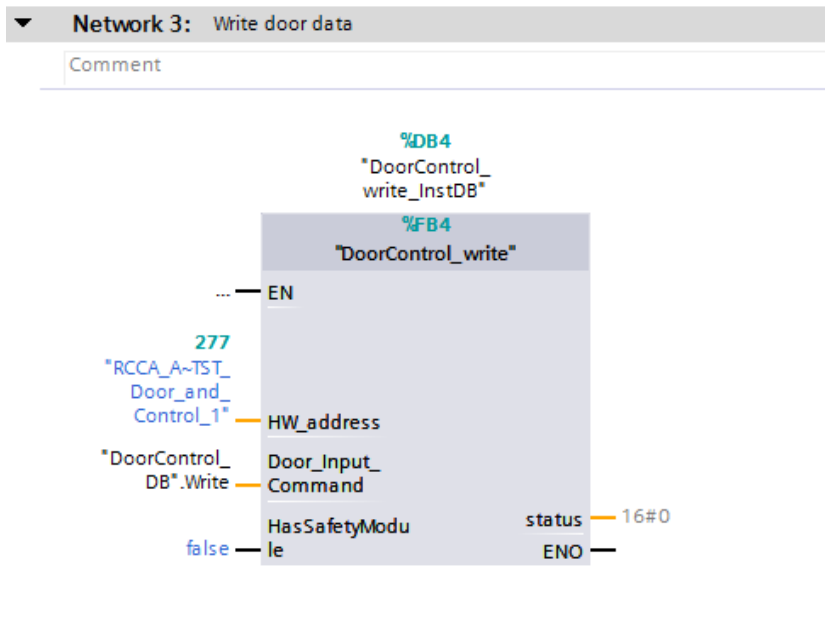 Network 3: Write door data
Comment
%DB4
"DoorControl_
write_InstDB"
%FB4
"DoorControl_write"
... EN
277
"RCCA_A~TST_
Door_and_
Control_1"
HW_address
"DoorControl_
DB".Write
Door_Input_
Command
HasSafetyModu
le
false
status 16#0
ENO